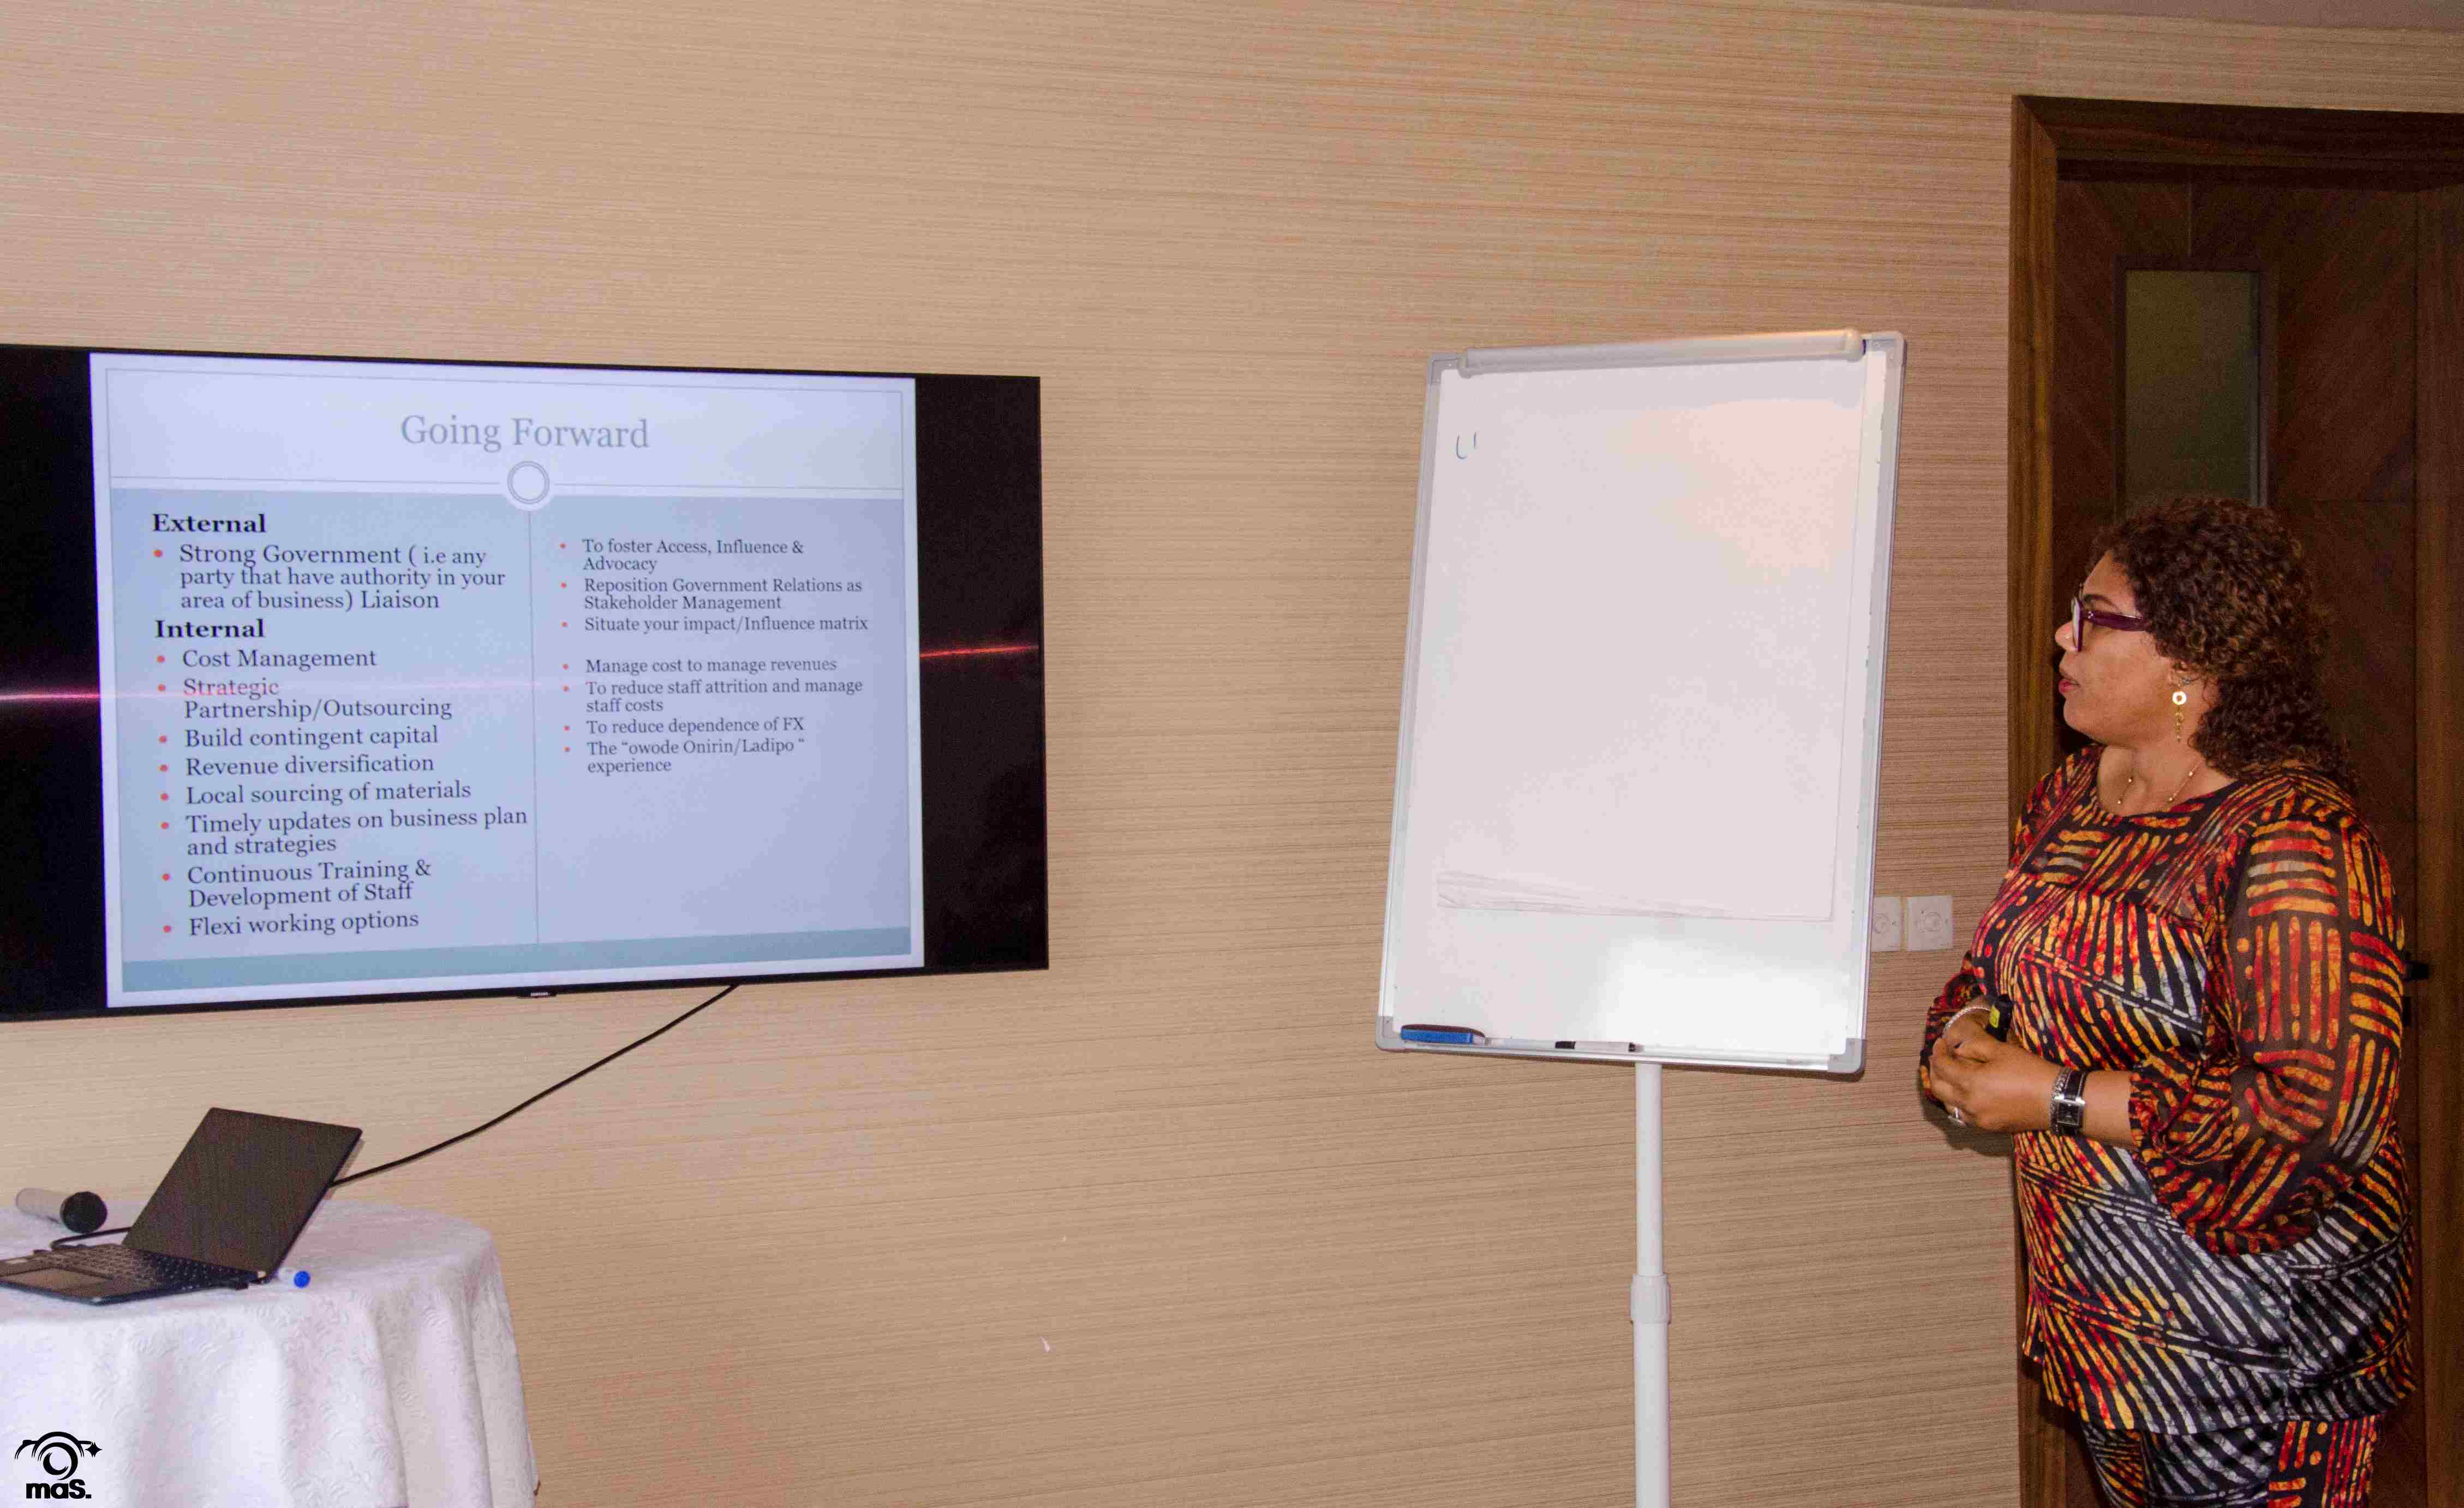 Going Forward
External
• Strong Government ( i.e any
party that have authority in your
area of business) Liaison
Internal
• Cost Management
• Strategic
Partnership/Outsourcing
• Build contingent capital
• Revenue diversification
• Local sourcing of materials
• Timely updates on business plan
and strategies
• Continuous Training &
Development of Staff
• Flexi working options
• To foster Access, Influence &
Advocacy
• Reposition Government Relations as
Stakeholder Management
• Situate your impact/Influence matrix
• Manage cost to manage revenues
• To reduce staff attrition and manage
staff costs
• To reduce dependence of FX
• The “owode Onirin/Ladipo “
experience
maS.